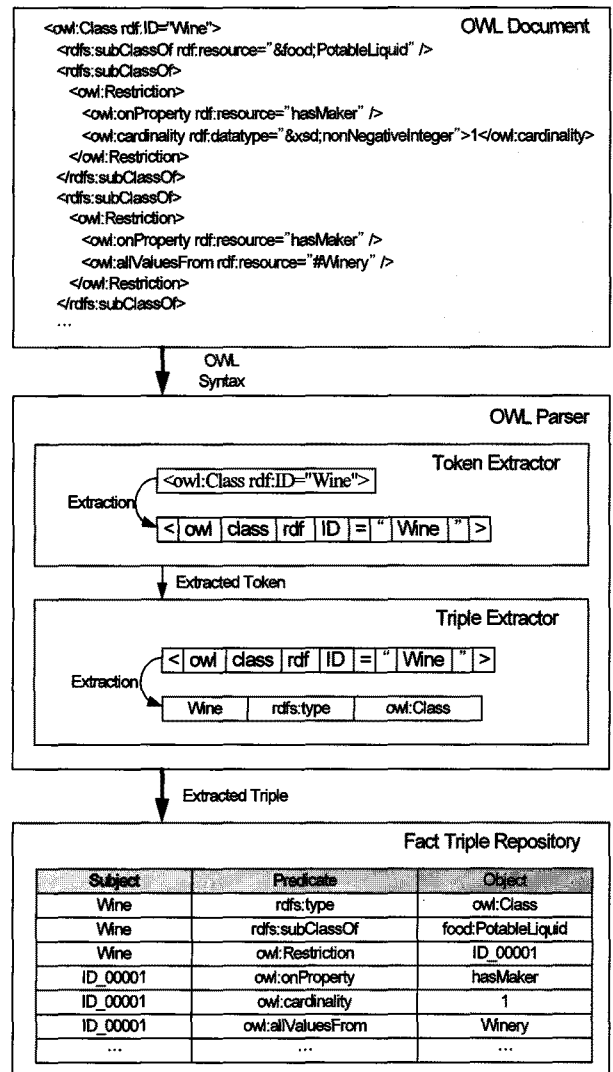 OWL Document
<owl:Class rdf:ID="Wine">
<rdfs:subClassOf rdf:resource="&food;PotableLiquid" />
<rdfs:subClassOf>
<owl:Restriction>
<owl:onProperty rdf:resource="hasMaker" />
<owl:cardinality rdf:datatype="&xsd;nonNegativeInteger">1</owl:cardinality>
</owl:Restriction>
</rdfs:subClassOf>
<rdfs:subClassOf>
<owl:Restriction>
<owl:onProperty rdf:resource="hasMaker" />
<owl:allValuesFrom rdf:resource="#Winery" />
</owl:Restriction>
</rdfs:subClassOf>
...
OWL
Syntax
OWL Parser
Token Extractor
<owl:Class rdf:ID="Wine">
Extraction
< owl class rdf ID = “ Wine ” >
Extracted Token
Triple Extractor
< owl class rdf ID = “ Wine ” >
Extraction
Wine rdfs:type owl:Class
Extracted Triple
Fact Triple Repository
Subject Predicate Object
Wine rdfs:type owl:Class
Wine rdfs:subClassOf food:PotableLiquid
Wine owl:Restriction ID_00001
ID_00001 owl:onProperty hasMaker
ID_00001 owl:cardinality 1
ID_00001 owl:allValuesFrom Winery
... ... ...